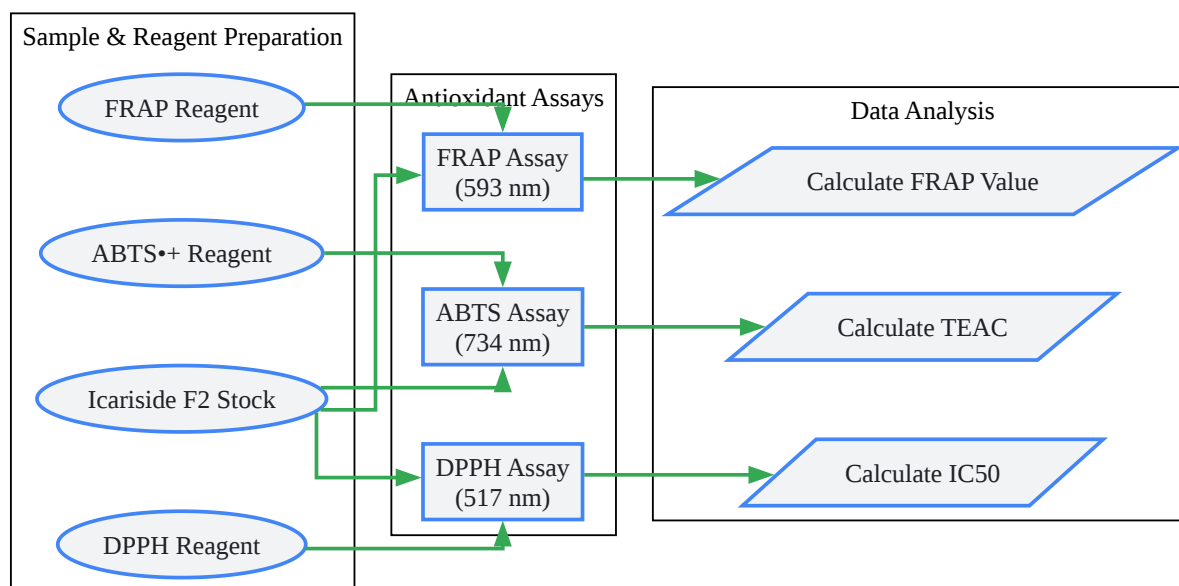 Sample & Reagent Preparation
FRAP Reagent
ABTS•+ Reagent
Icariside F2 Stock
DPPH Reagent
Antioxidant Assays
FRAP Assay
(593 nm)
ABTS Assay
(734 nm)
DPPH Assay
(517 nm)
Data Analysis
Calculate FRAP Value
Calculate TEAC
Calculate IC50